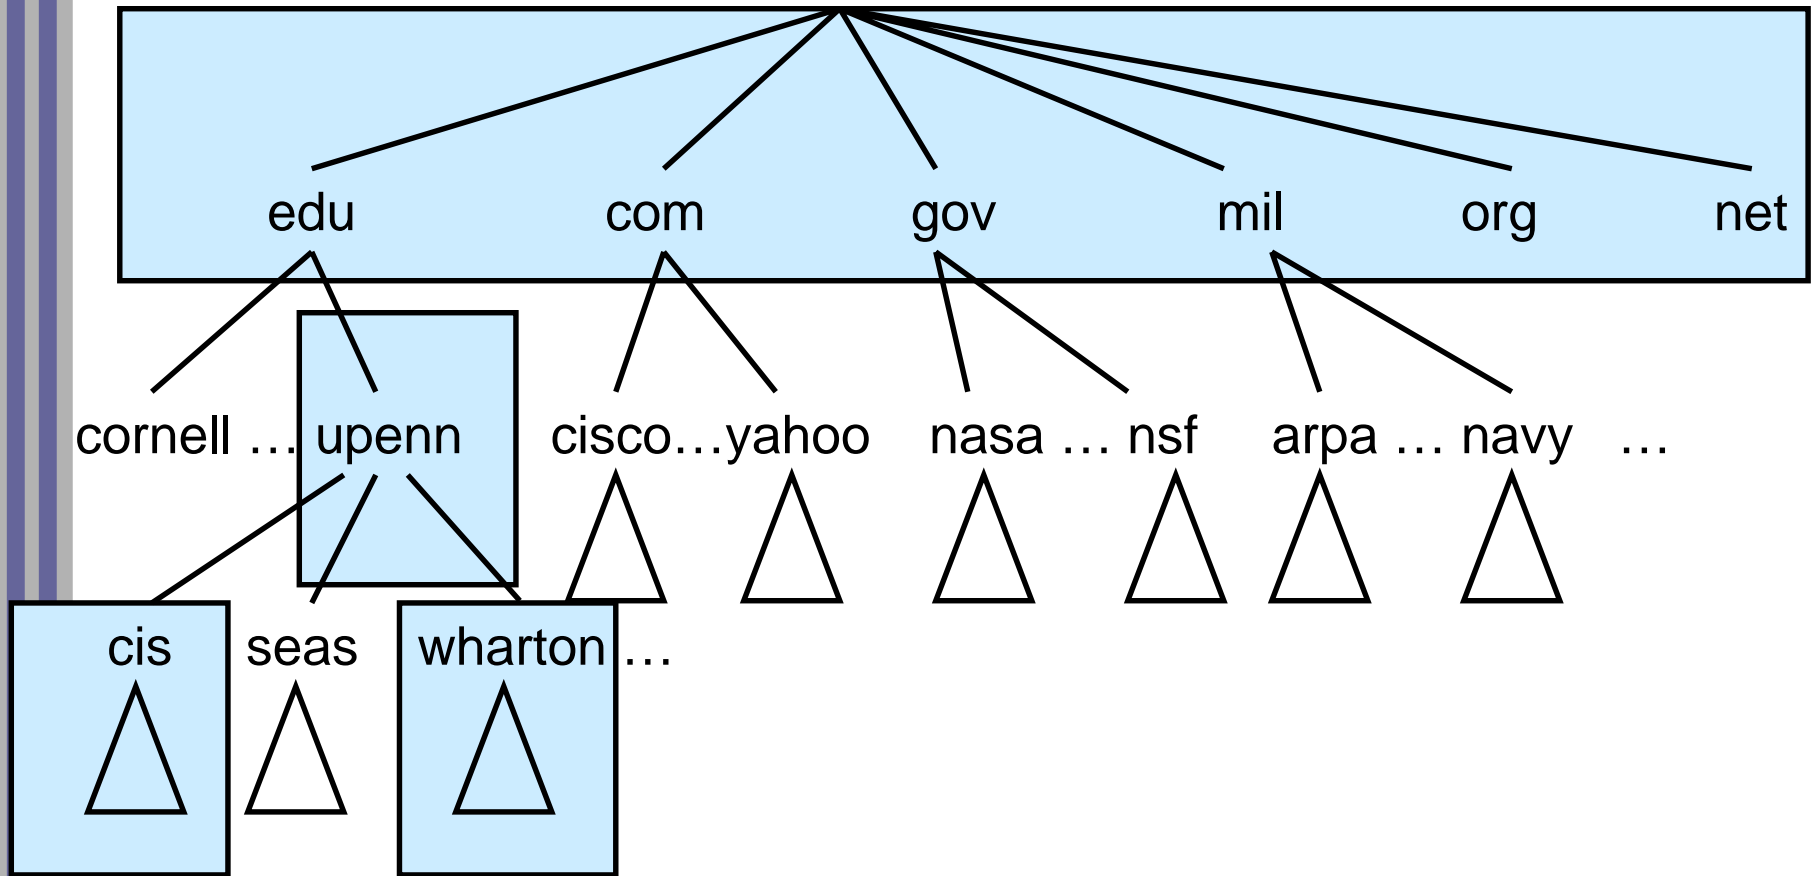 edu com gov mil org net
cornell … upenn cisco…yahoo nasa … nsf arpa … navy …
cis seas wharton …